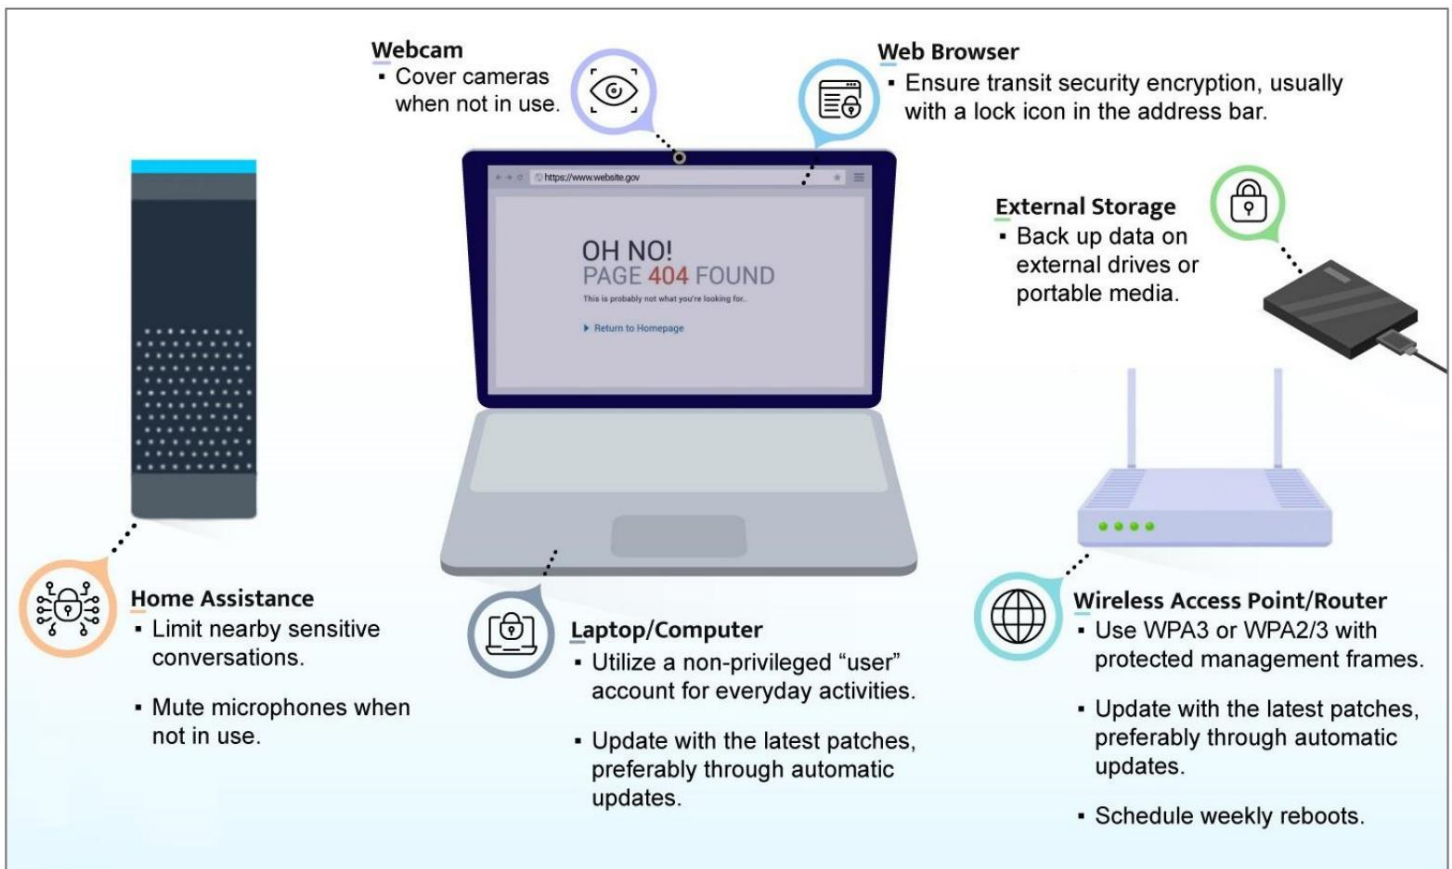 Webcam
▪ Cover cameras
when not in use.
Web Browser
▪ Ensure transit security encryption, usually
with a lock icon in the address bar.
https://www.website.gov
OH NO!
PAGE 404 FOUND
This is probably not what you're looking for..
Return to Homepage
External Storage
▪ Back up data on
external drives or
portable media.
Home Assistance
▪ Limit nearby sensitive
conversations.
▪ Mute microphones when
not in use.
Laptop/Computer
▪ Utilize a non-privileged “user”
account for everyday activities.
▪ Update with the latest patches,
preferably through automatic
updates.
Wireless Access Point/Router
▪ Use WPA3 or WPA2/3 with
protected management frames.
▪ Update with the latest patches,
preferably through automatic
updates.
▪ Schedule weekly reboots.